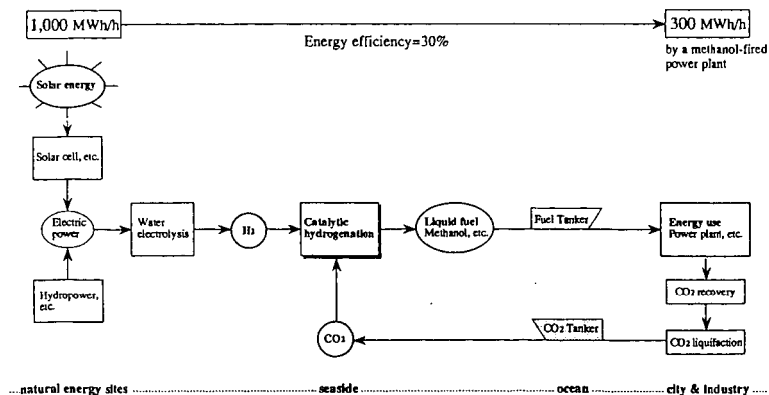 1,000 MWh/h
300 MWh/h
Energy efficiency=30%
by a methanol-fired
power plant
Solar energy
Solar cell, etc.
Electric
power
Water
electrolysis
H2
Catalytic
hydrogenation
Liquid fuel
Methanol, etc.
Fuel Tanker
Energy use
Power plant, etc.
Hydropower,
etc.
CO2 recovery
CO2
CO2 Tanker
CO2 liquifaction
natural energy sites
seaside
ocean
city & industry